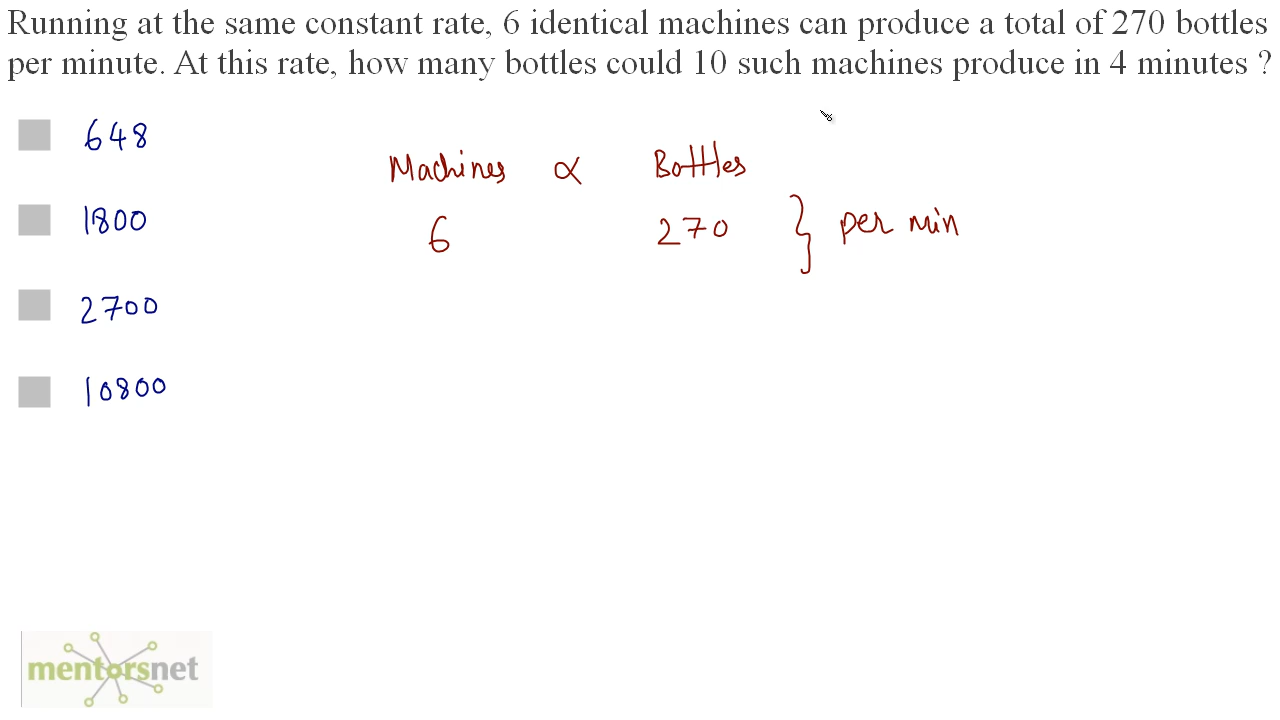 Running at the same constant rate, 6 identical machines can produce a total of 270 bottles
per minute. At this rate, how many bottles could 10 such machines produce in 4 minutes ?
648
Machines ∝ Bottles
1800
6 270 } per min
2700
10800
mentorsnet